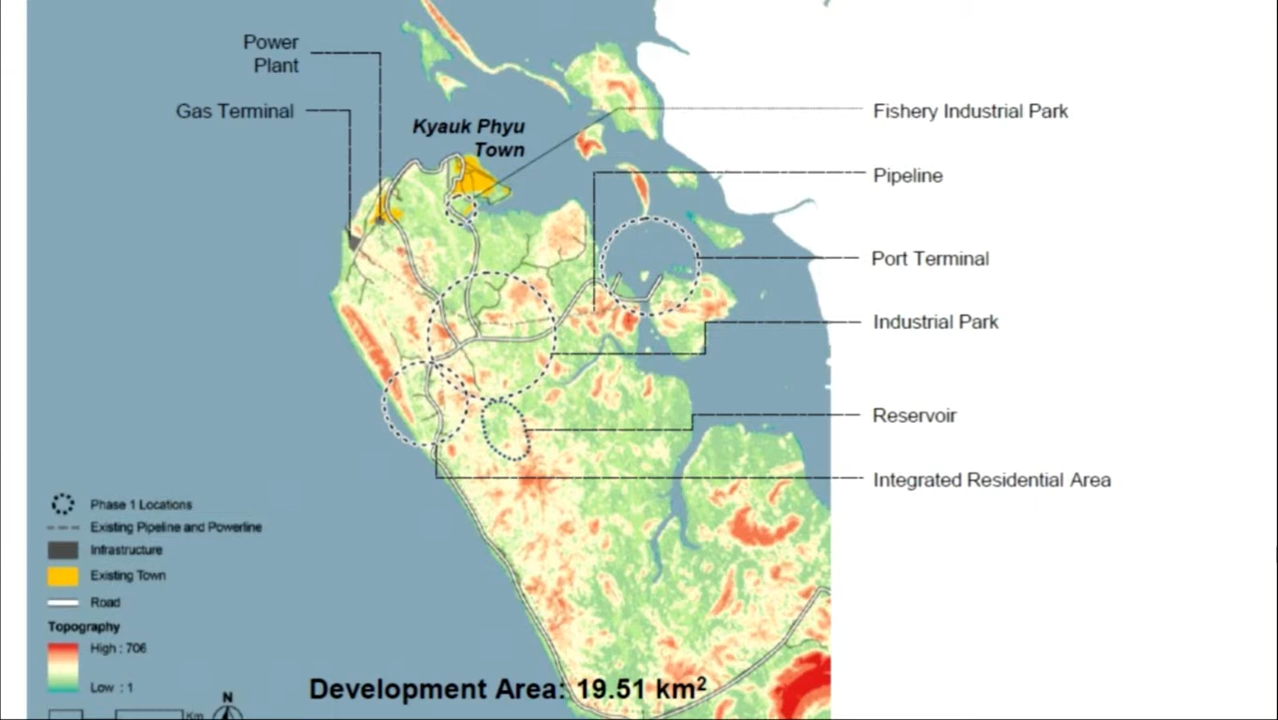 Power
Plant
Gas Terminal
Kyauk Phyu
Town
Fishery Industrial Park
Pipeline
Port Terminal
Industrial Park
Reservoir
Integrated Residential Area
Phase 1 Locations
Existing Pipeline and Powerline
Infrastructure
Existing Town
Road
Topography
High : 706
Low : 1
N
Km
Development Area: 19.51 km²